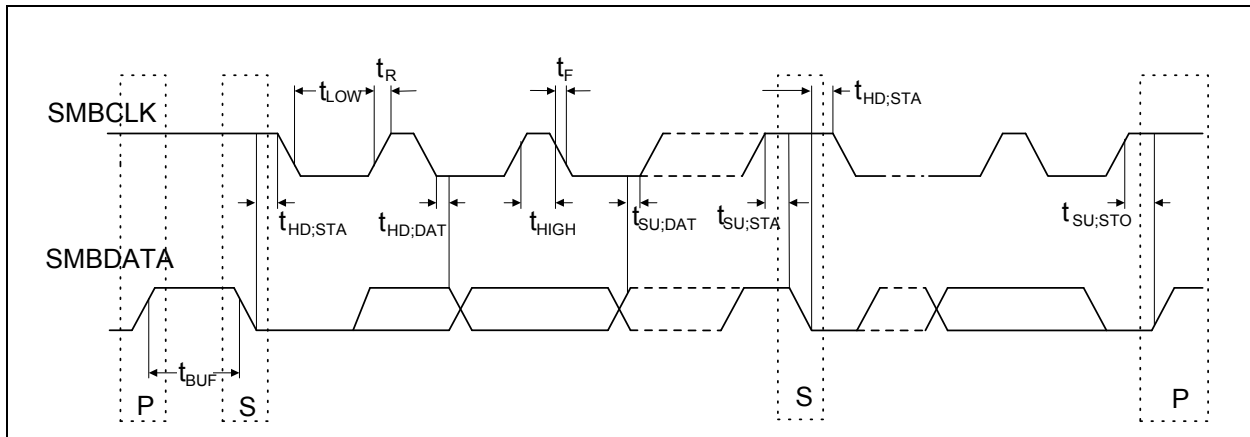 t_R
t_F
t_LOW
t_HD;STA
SMBCLK
t_HD;STA
t_HD;DAT
t_HIGH
t_SU;DAT
t_SU;STA
t_SU;STO
SMBDATA
t_BUF
P
S
S
P